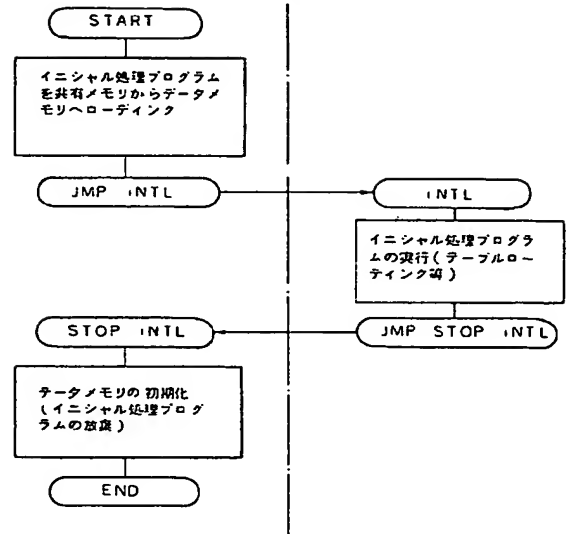 START
イニシャル処理プログラム
を共有メモリからデータメ
モリへローディンク
JMP INTL
INTL
イニシャル処理プログラ
ムの実行(テーブルロー
ティンク等)
STOP INTL
JMP STOP INTL
テータメモリの初期化
(イニシャル処理プログ
ラムの放棄)
END